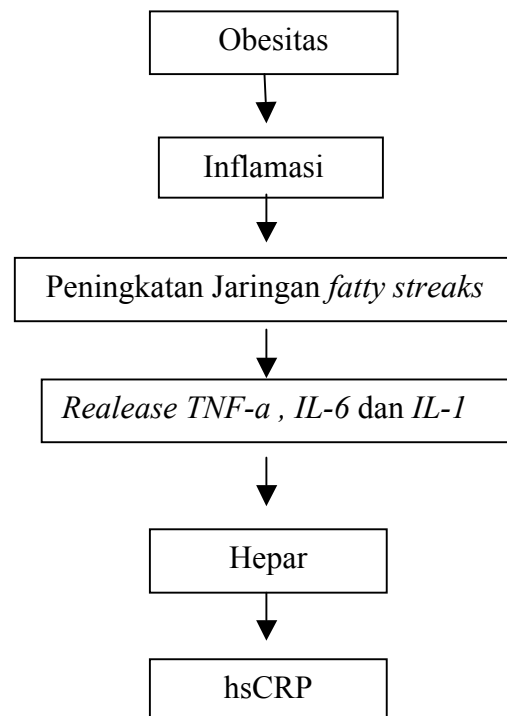 Obesitas
Inflamasi
Peningkatan Jaringan fatty streaks
Realease TNF-a , IL-6 dan IL-1
Hepar
hsCRP